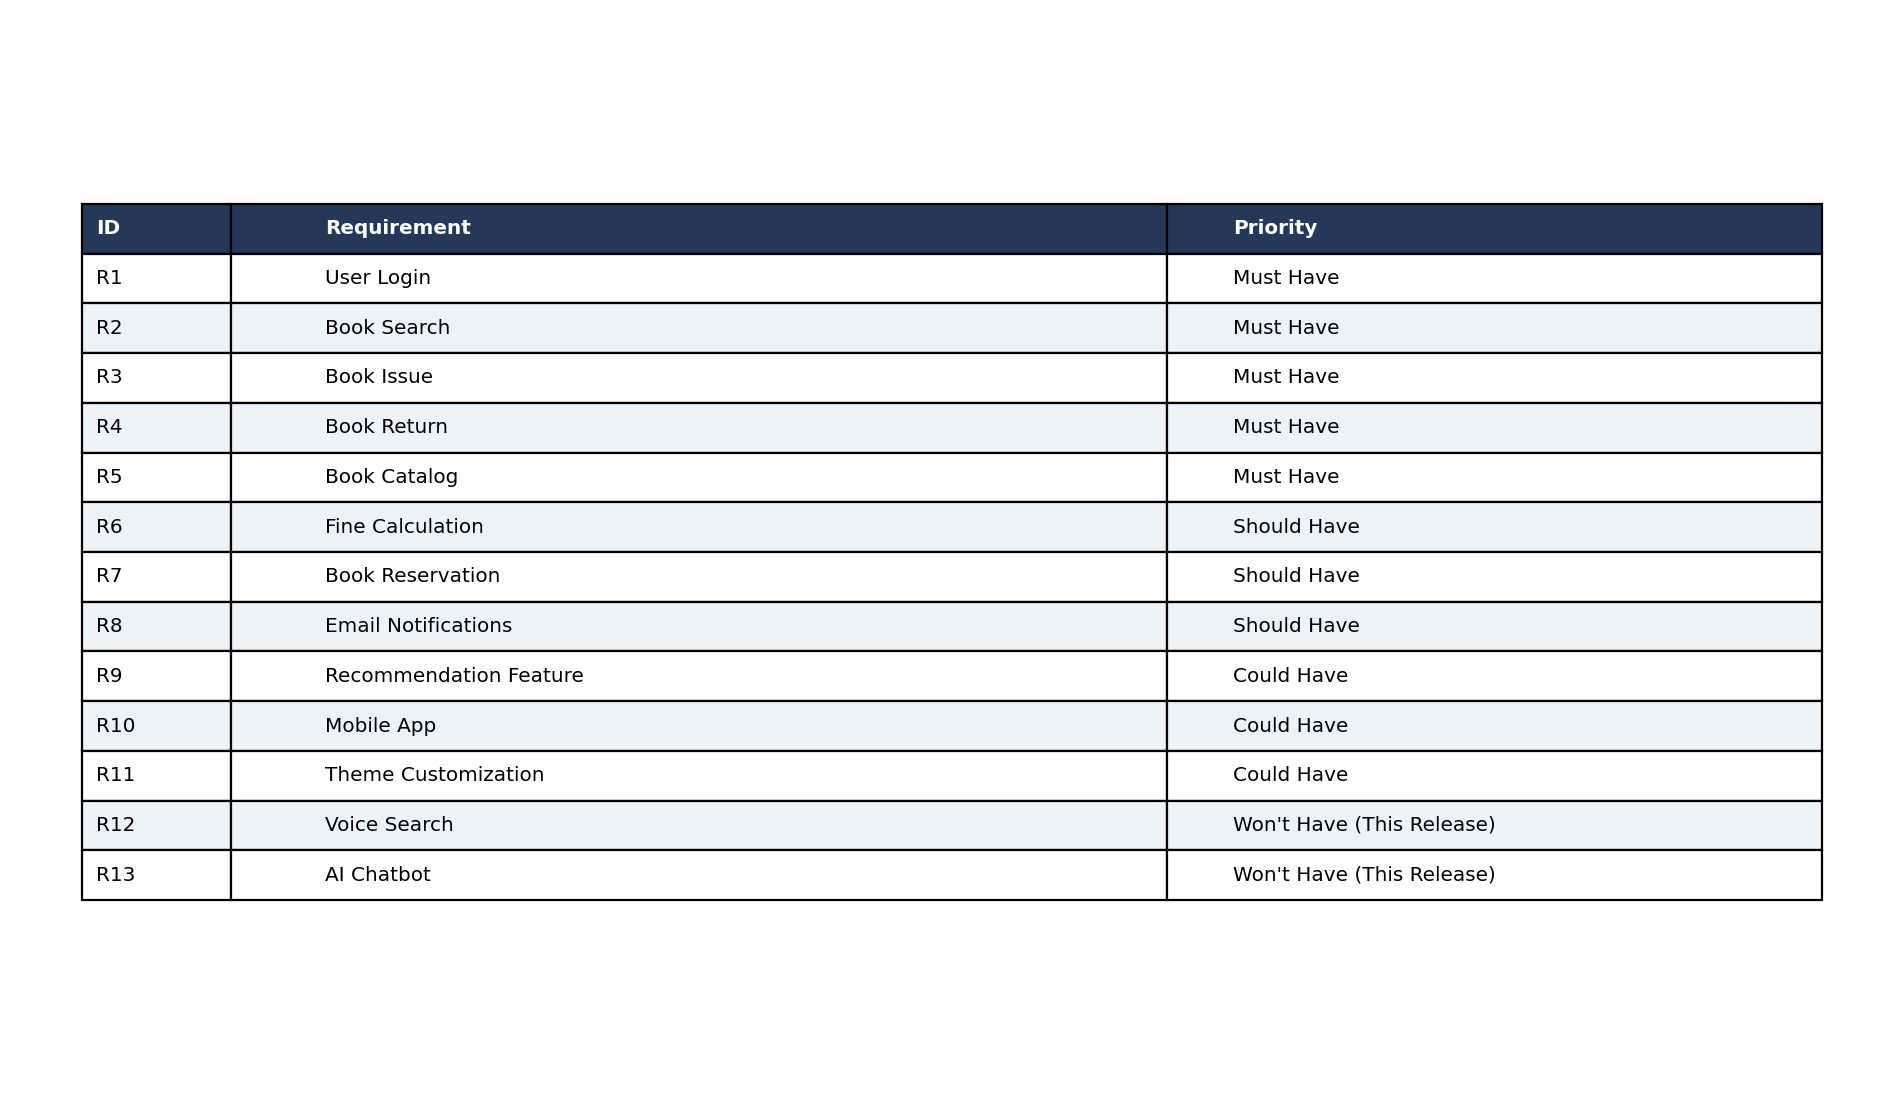 ID Requirement Priority
R1 User Login Must Have
R2 Book Search Must Have
R3 Book Issue Must Have
R4 Book Return Must Have
R5 Book Catalog Must Have
R6 Fine Calculation Should Have
R7 Book Reservation Should Have
R8 Email Notifications Should Have
R9 Recommendation Feature Could Have
R10 Mobile App Could Have
R11 Theme Customization Could Have
R12 Voice Search Won't Have (This Release)
R13 AI Chatbot Won't Have (This Release)